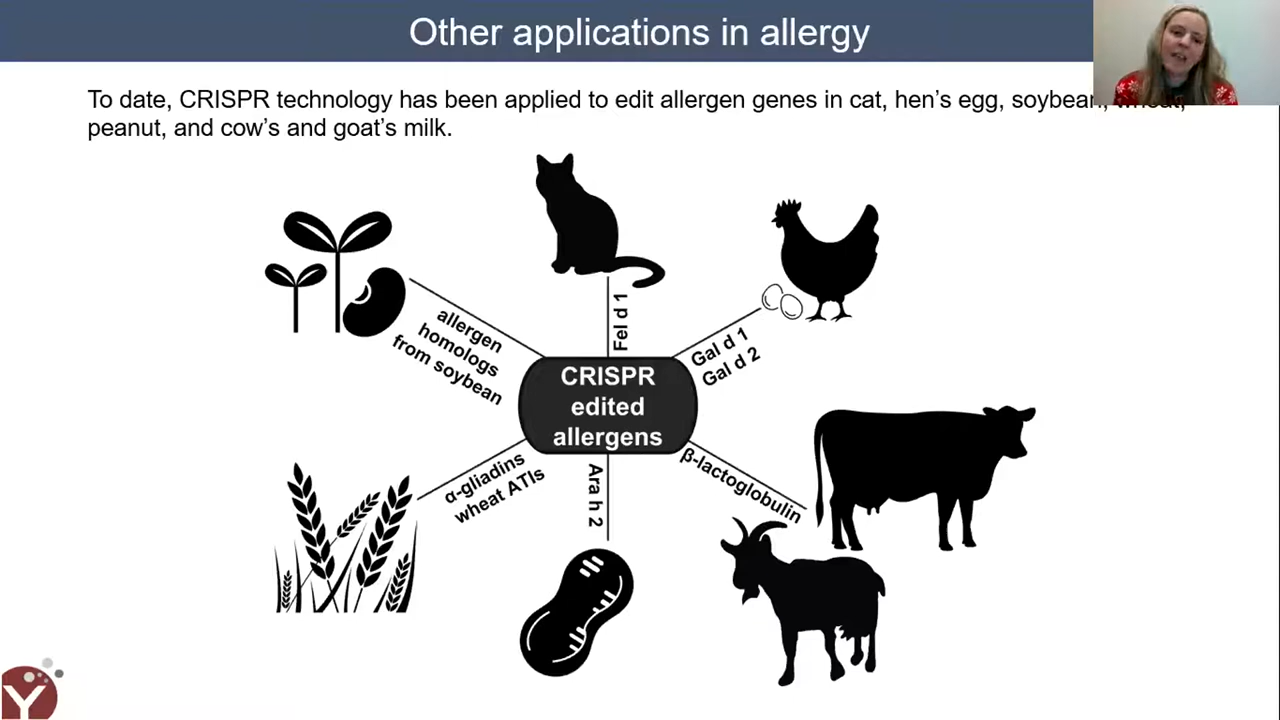 Other applications in allergy
To date, CRISPR technology has been applied to edit allergen genes in cat, hen's egg, soybean,
peanut, and cow's and goat's milk.
Fel d 1
allergen
homologs
from soybean
Gal d 1
Gal d 2
CRISPR
edited
allergens
α-gliadins
wheat ATIs
Ara h 2
β-lactoglobulin
Y